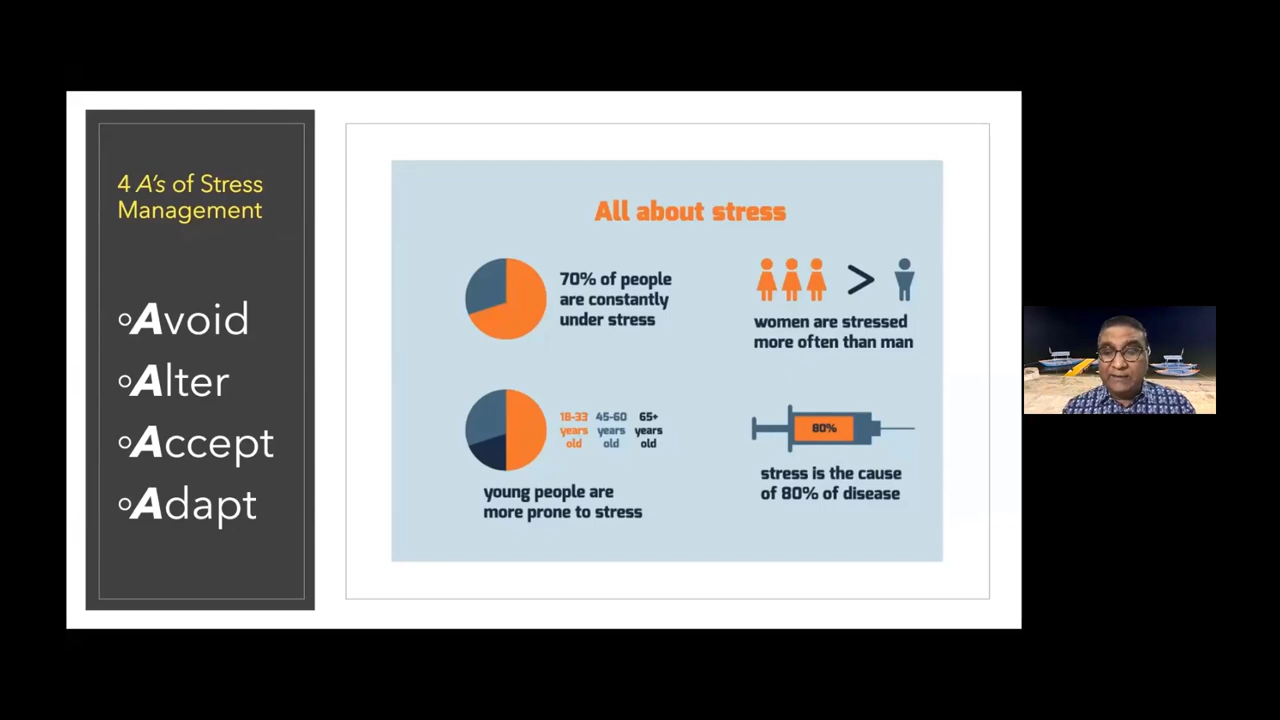 4 A's of Stress
Management
Avoid
Alter
Accept
Adapt
All about stress
70% of people
are constantly
under stress
>
women are stressed
more often than man
18-33
years
old
45-60
years
old
65+
years
old
young people are
more prone to stress
80%
stress is the cause
of 80% of disease